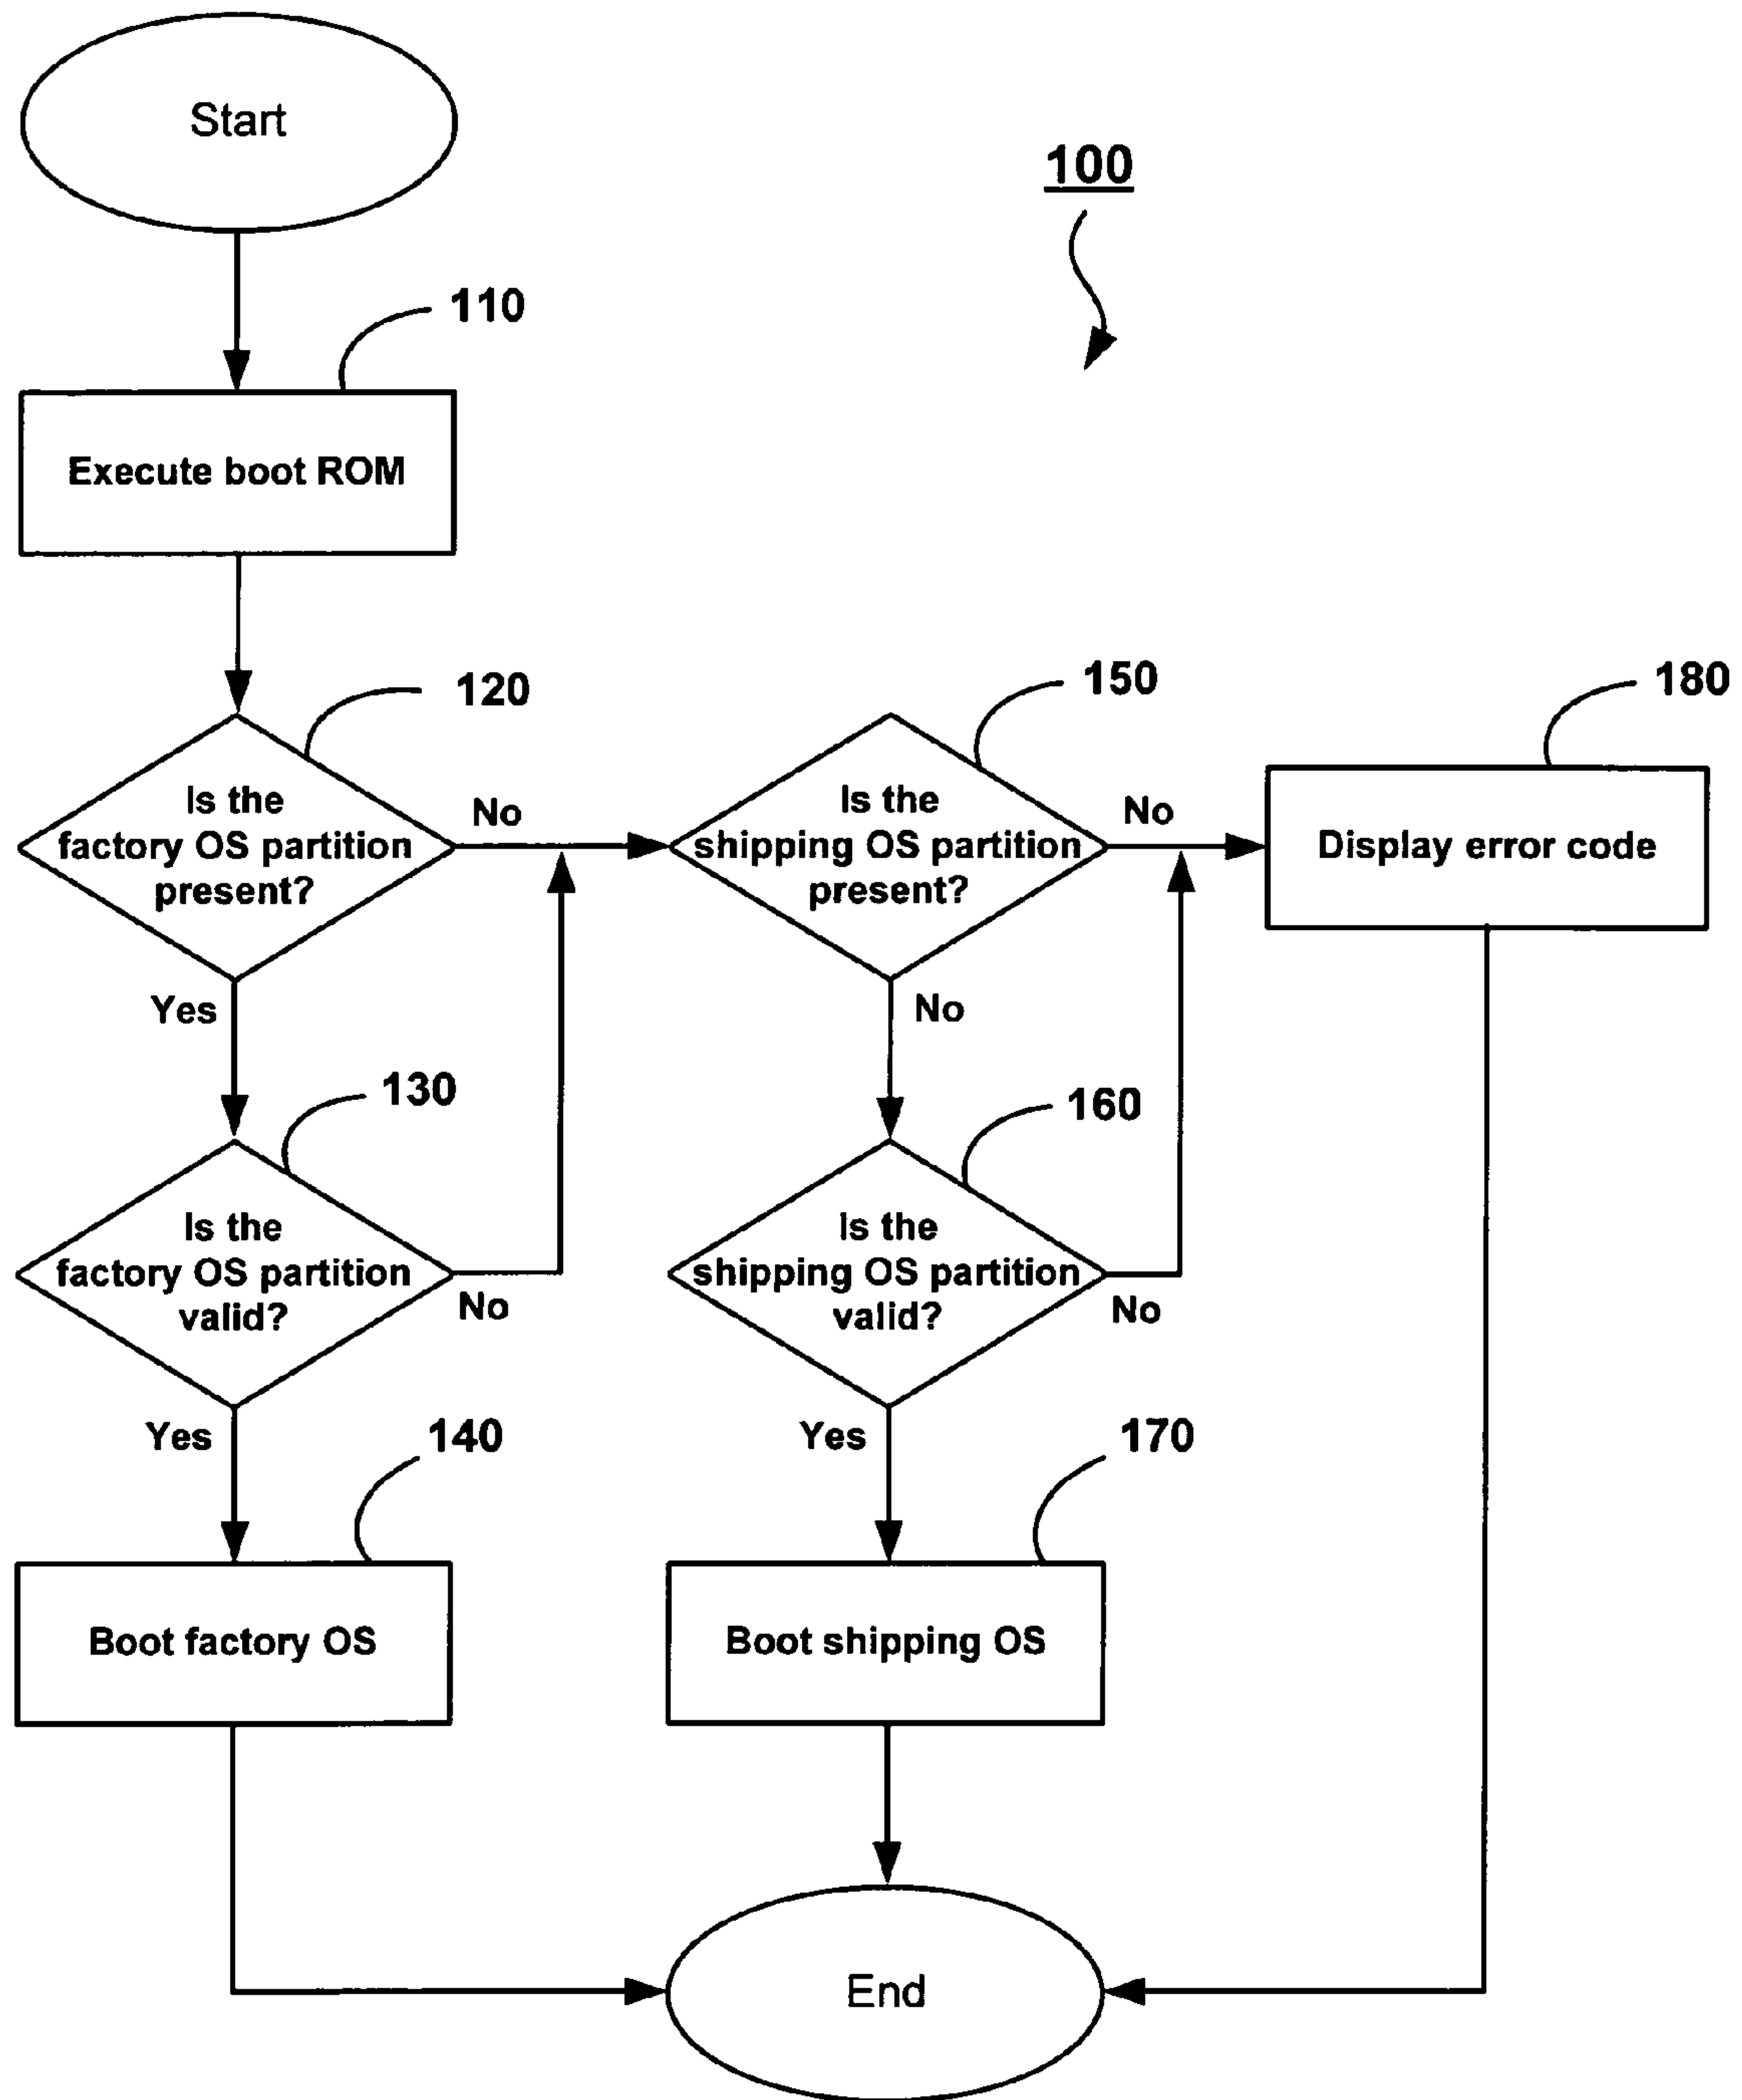 Start
100
110
Execute boot ROM
120
150
180
Is the
factory OS partition
present?
No
Is the
shipping OS partition
present?
No
Display error code
Yes
No
130
160
Is the
factory OS partition
valid?
No
Is the
shipping OS partition
valid?
No
Yes
140
Yes
170
Boot factory OS
Boot shipping OS
End